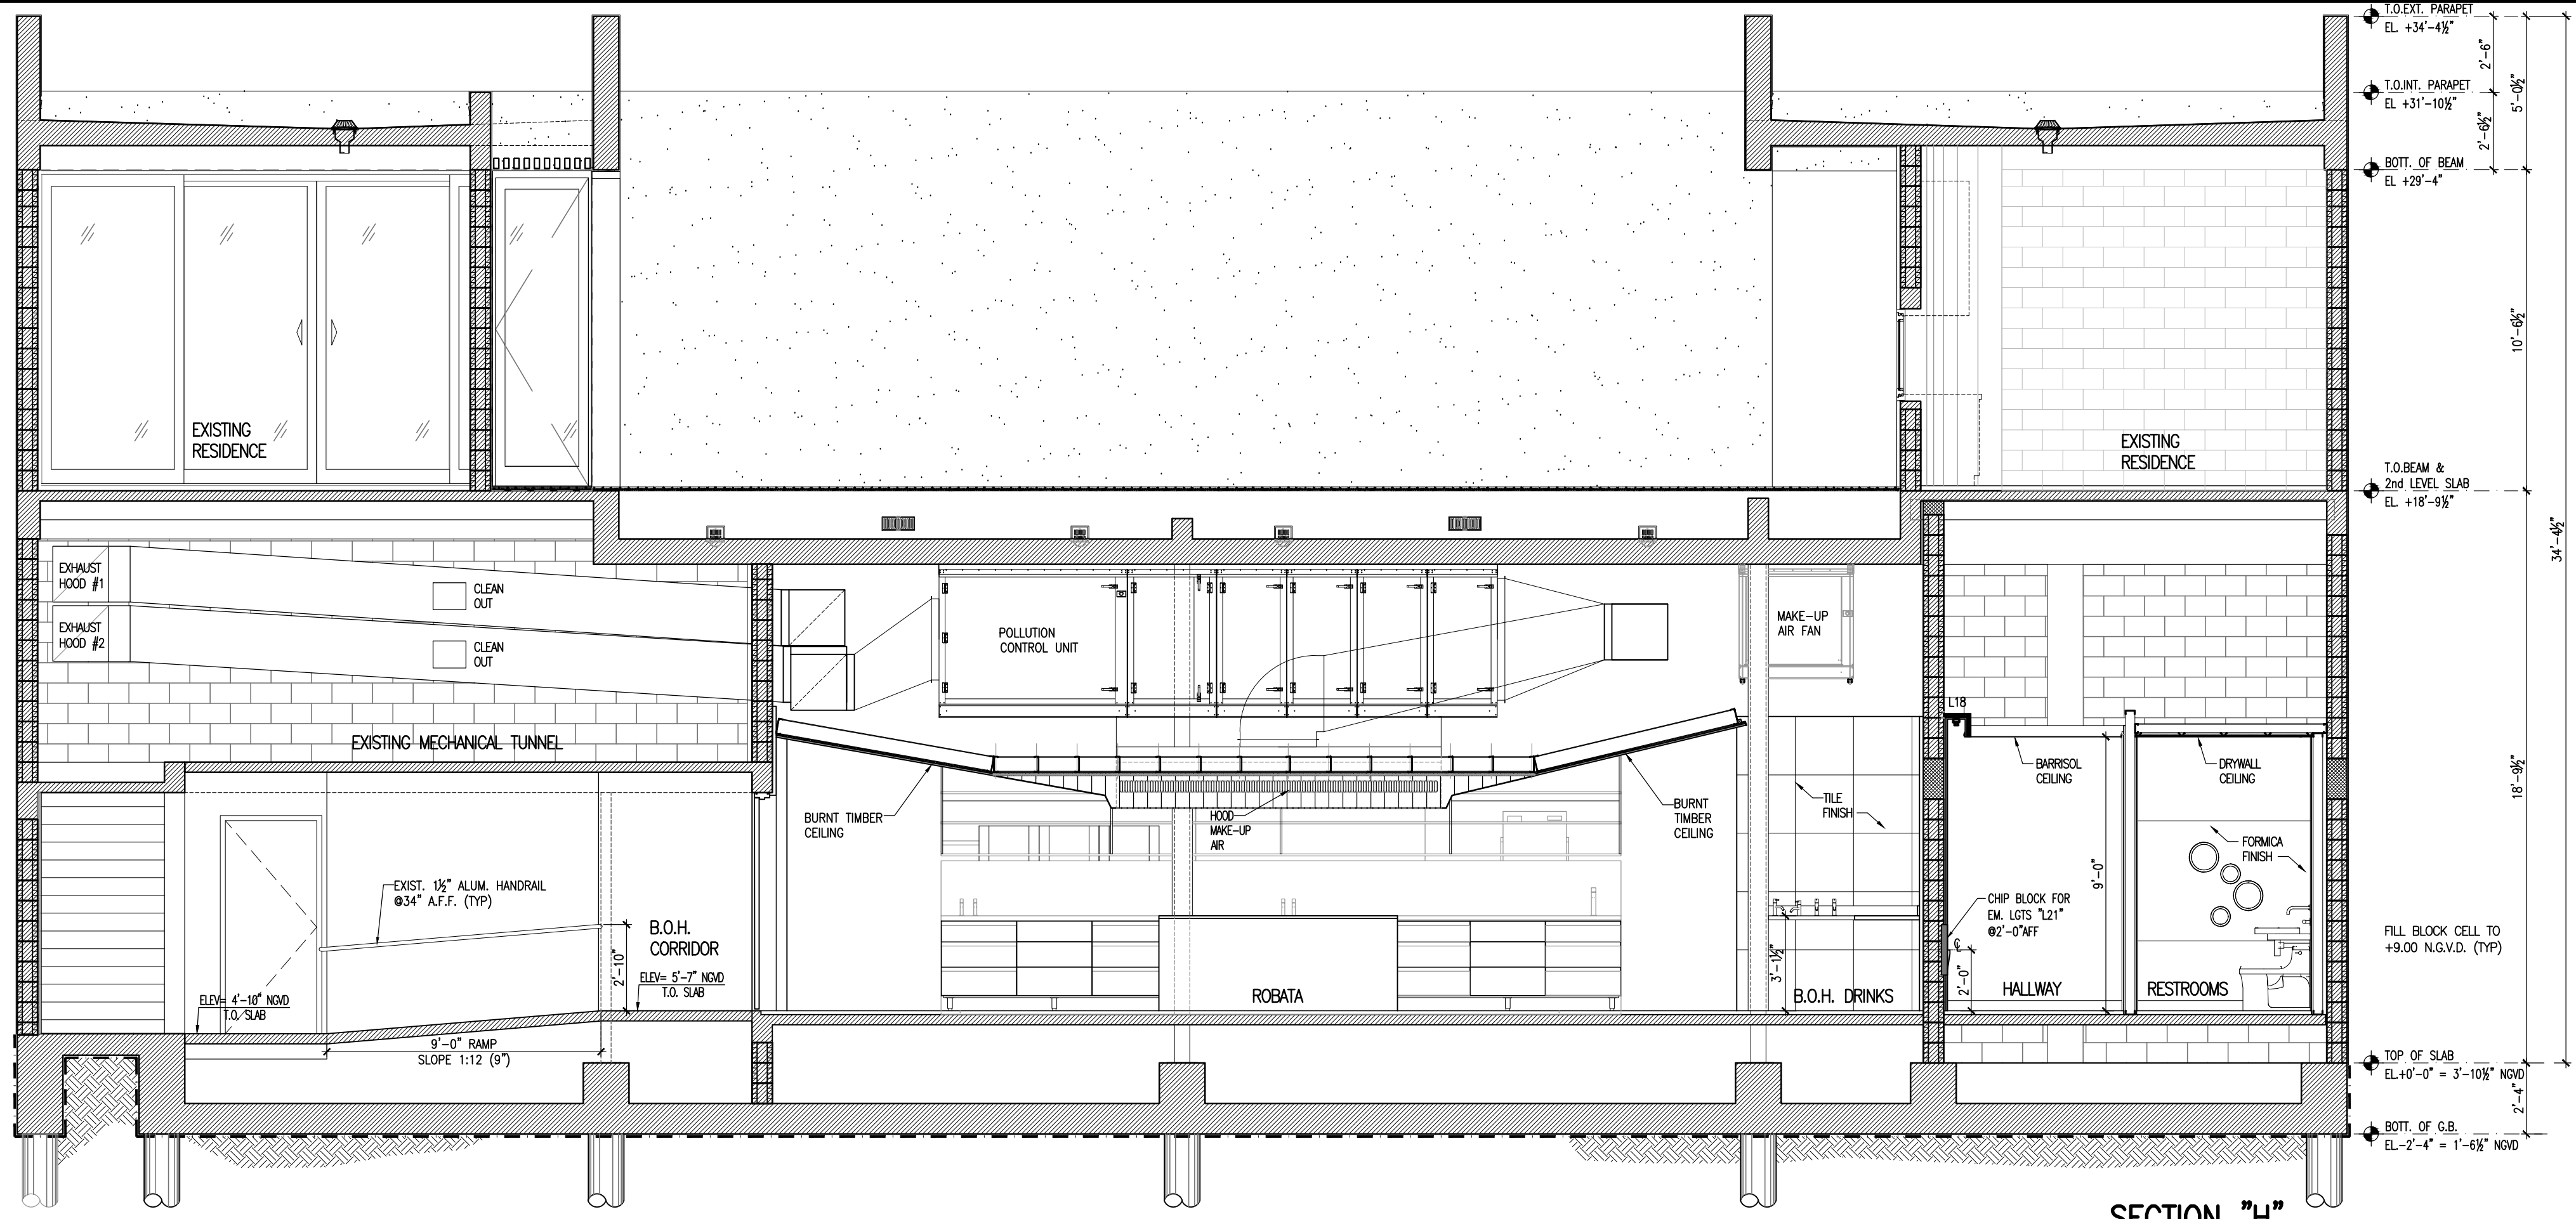 T.O.EXT. PARAPET
EL. +34'-4½"
2'-6"
5'-0½"
T.O.INT. PARAPET
EL +31'-10½"
2'-6½"
BOTT. OF BEAM
EL +29'-4"
10'-6½"
EXISTING
RESIDENCE
EXISTING
RESIDENCE
T.O.BEAM &
2nd LEVEL SLAB
EL. +18'-9½"
34'-4½"
EXHAUST
HOOD #1
CLEAN
OUT
EXHAUST
HOOD #2
CLEAN
OUT
POLLUTION
CONTROL UNIT
MAKE-UP
AIR FAN
L18
EXISTING MECHANICAL TUNNEL
BARRISOL
CEILING
DRYWALL
CEILING
18'-9½"
BURNT TIMBER
CEILING
HOOD
MAKE-UP
AIR
BURNT
TIMBER
CEILING
TILE
FINISH
FORMICA
FINISH
9'-0"
EXIST. 1½" ALUM. HANDRAIL
@34" A.F.F. (TYP)
CHIP BLOCK FOR
EM. LGTS "L21"
@2'-0"AFF
B.O.H.
CORRIDOR
2'-10"
FILL BLOCK CELL TO
+9.00 N.G.V.D. (TYP)
3'-1½"
2'-0"
ELEV= 5'-7" NGVD
T.O. SLAB
ELEV= 4'-10" NGVD
T.O. SLAB
ROBATA
B.O.H. DRINKS
HALLWAY
RESTROOMS
9'-0" RAMP
SLOPE 1:12 (9")
TOP OF SLAB
EL.+0'-0" = 3'-10½" NGVD
2'-4"
BOTT. OF G.B.
EL.-2'-4" = 1'-6½" NGVD
SECTION "H"